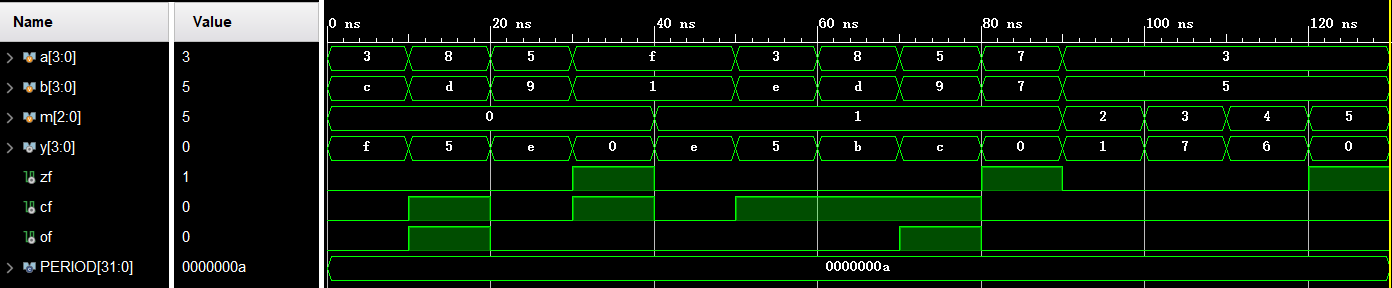 Name Value 0 ns 20 ns 40 ns 60 ns 80 ns 100 ns 120 ns
a[3:0] 3 3 8 5 f 3 8 5 7 3
b[3:0] 5 c d 9 1 e d 9 7 5
m[2:0] 5 0 1 2 3 4 5
y[3:0] 0 f 5 e 0 e 5 b c 0 1 7 6 0
zf 1
cf 0
of 0
PERIOD[31:0] 0000000a 0000000a